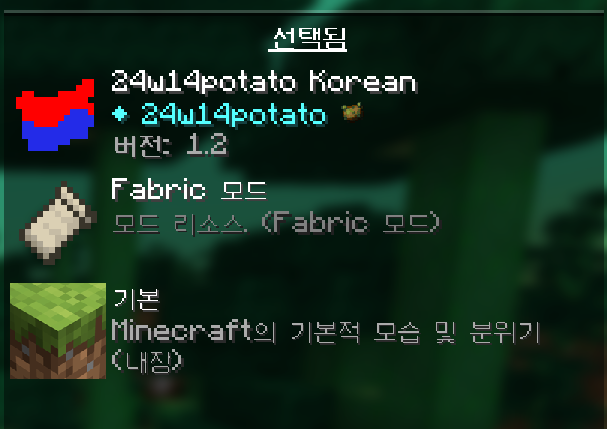 선택됨
24w14potato Korean
✦ 24w14potato
버전: 1.2
Fabric 모드
모드 리소스. (Fabric 모드)
기본
Minecraft의 기본적 모습 및 분위기
(내장)